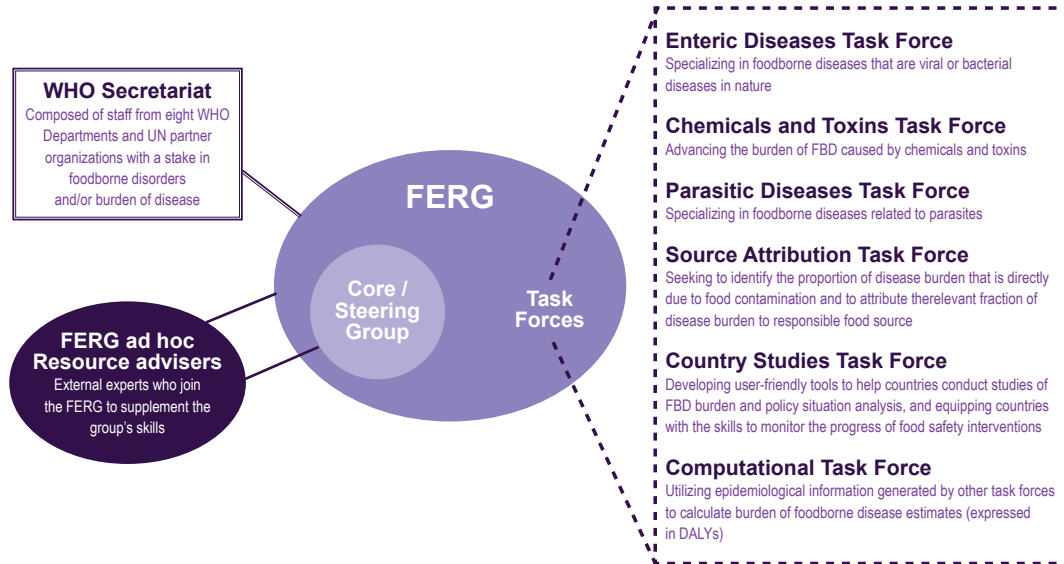 WHO Secretariat
Composed of staff from eight WHO
Departments and UN partner
organizations with a stake in
foodborne disorders
and/or burden of disease
FERG
Core /
Steering
Group
Task
Forces
FERG ad hoc
Resource advisers
External experts who join
the FERG to supplement the
group's skills
Enteric Diseases Task Force
Specializing in foodborne diseases that are viral or bacterial
diseases in nature
Chemicals and Toxins Task Force
Advancing the burden of FBD caused by chemicals and toxins
Parasitic Diseases Task Force
Specializing in foodborne diseases related to parasites
Source Attribution Task Force
Seeking to identify the proportion of disease burden that is directly
due to food contamination and to attribute therelevant fraction of
disease burden to responsible food source
Country Studies Task Force
Developing user-friendly tools to help countries conduct studies of
FBD burden and policy situation analysis, and equipping countries
with the skills to monitor the progress of food safety interventions
Computational Task Force
Utilizing epidemiological information generated by other task forces
to calculate burden of foodborne disease estimates (expressed
in DALYs)